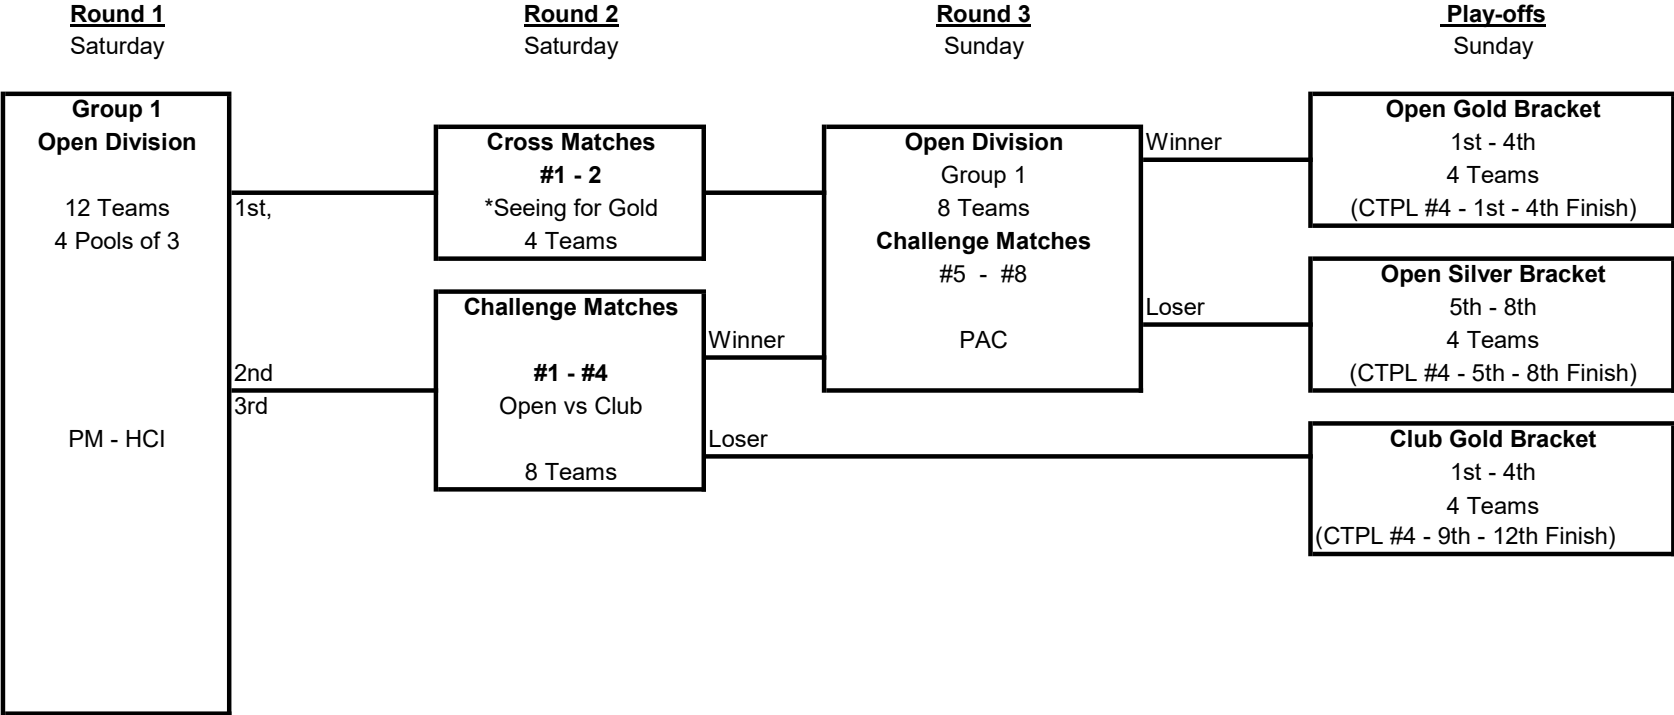 Round 1
Saturday
Round 2
Saturday
Round 3
Sunday
Play-offs
Sunday
Group 1
Open Division
12 Teams
4 Pools of 3
PM - HCI
1st,
2nd
3rd
Cross Matches
#1 - 2
*Seeing for Gold
4 Teams
Challenge Matches
#1 - #4
Open vs Club
8 Teams
Winner
Loser
Open Division
Group 1
8 Teams
Challenge Matches
#5 - #8
PAC
Winner
Loser
Open Gold Bracket
1st - 4th
4 Teams
(CTPL #4 - 1st - 4th Finish)
Open Silver Bracket
5th - 8th
4 Teams
(CTPL #4 - 5th - 8th Finish)
Club Gold Bracket
1st - 4th
4 Teams
(CTPL #4 - 9th - 12th Finish)